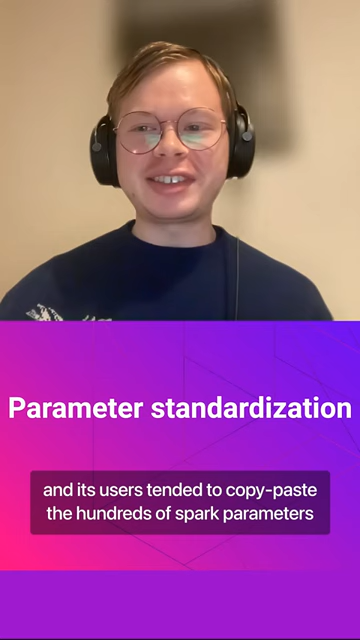 Parameter standardization
and its users tended to copy-paste
the hundreds of spark parameters